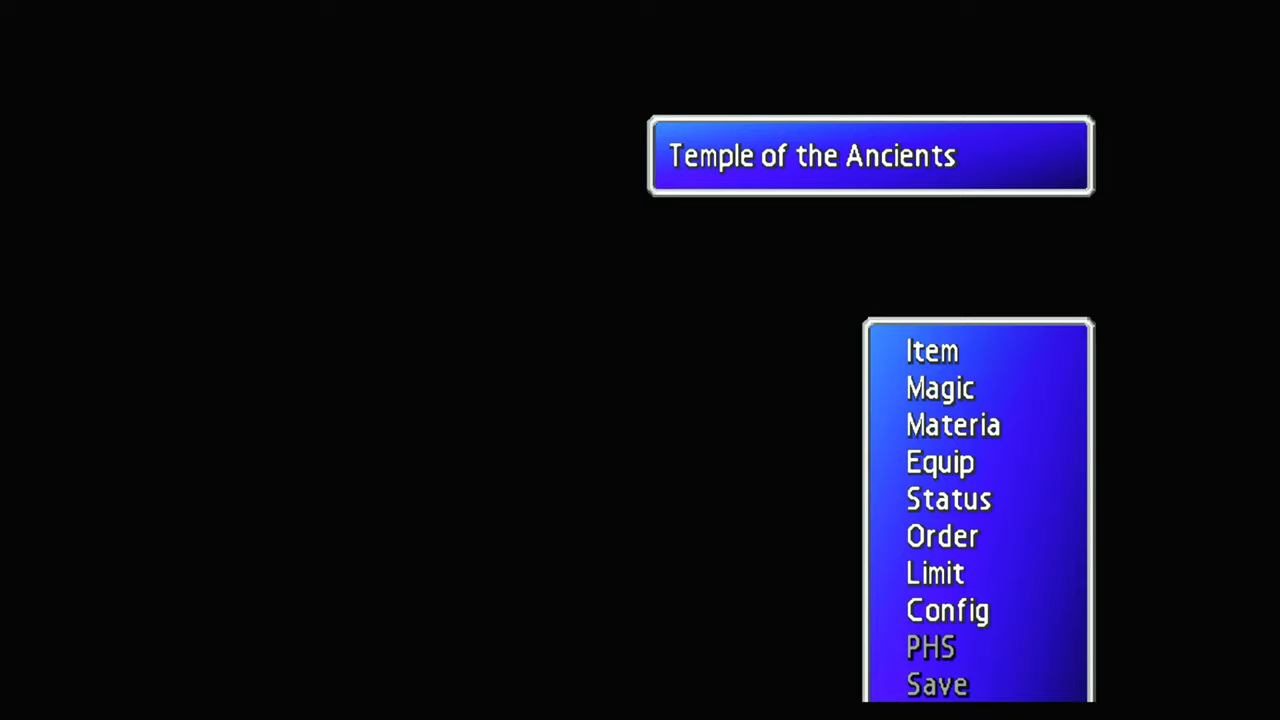 Temple of the Ancients
Item
Magic
Materia
Equip
Status
Order
Limit
Config
PHS
Save